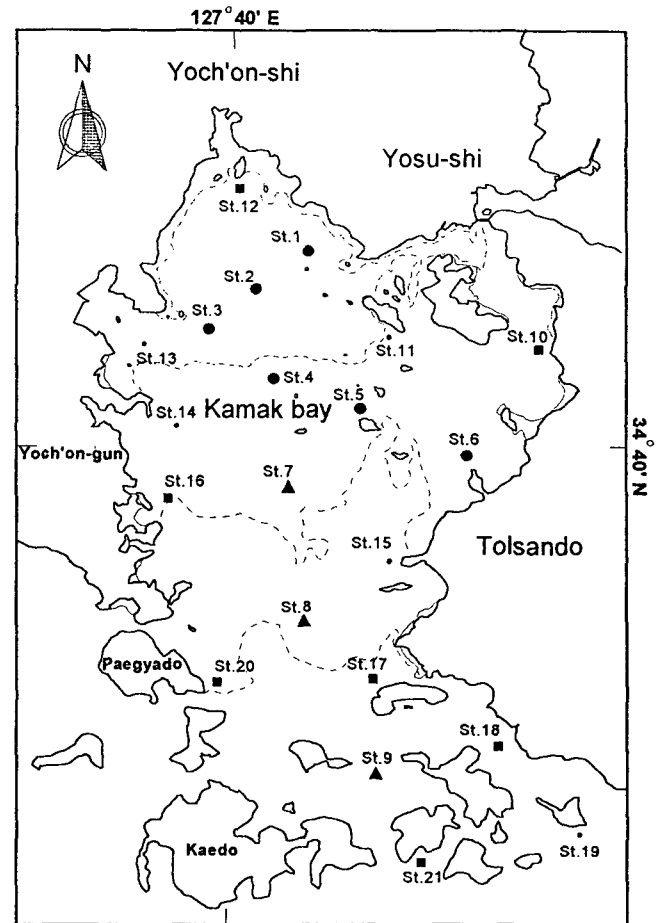 127°40' E
N
Yoch'on-shi
Yosu-shi
St.12
St.1
St.2
St.3
St.10
St.11
St.13
St.4
St.5
Kamak bay
St.14
34°40' N
Yoch'on-gun
St.6
St.7
St.16
Tolsando
St.15
St.8
Paegyado
St.20
St.17
St.18
St.9
Kaedo
St.19
St.21